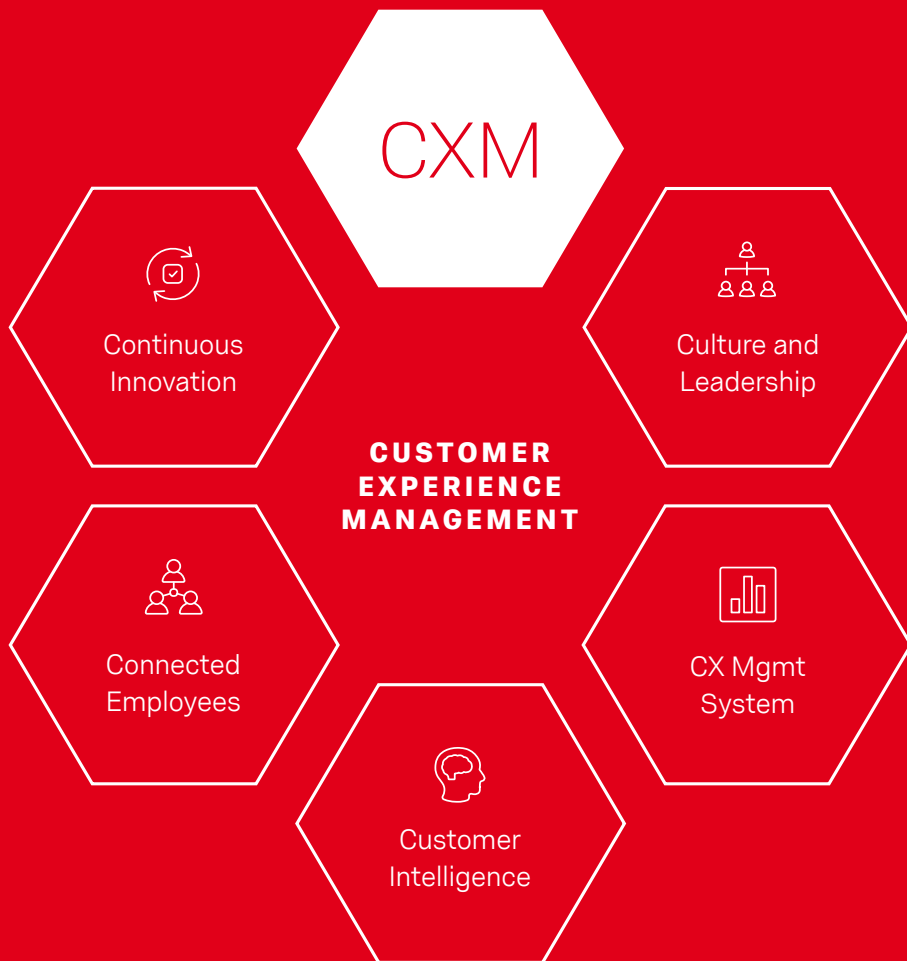 CXM
Continuous
Innovation
Culture and
Leadership
CUSTOMER
EXPERIENCE
MANAGEMENT
Connected
Employees
CX Mgmt
System
Customer
Intelligence